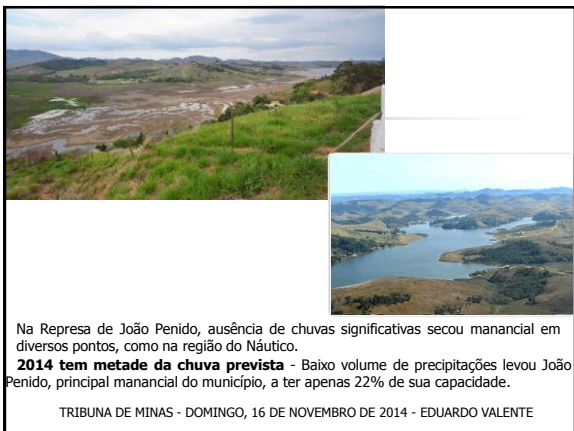 Na Represa de João Penido, ausência de chuvas significativas secou manancial em
diversos pontos, como na região do Náutico.
2014 tem metade da chuva prevista - Baixo volume de precipitações levou João
Penido, principal manancial do município, a ter apenas 22% de sua capacidade.
TRIBUNA DE MINAS - DOMINGO, 16 DE NOVEMBRO DE 2014 - EDUARDO VALENTE